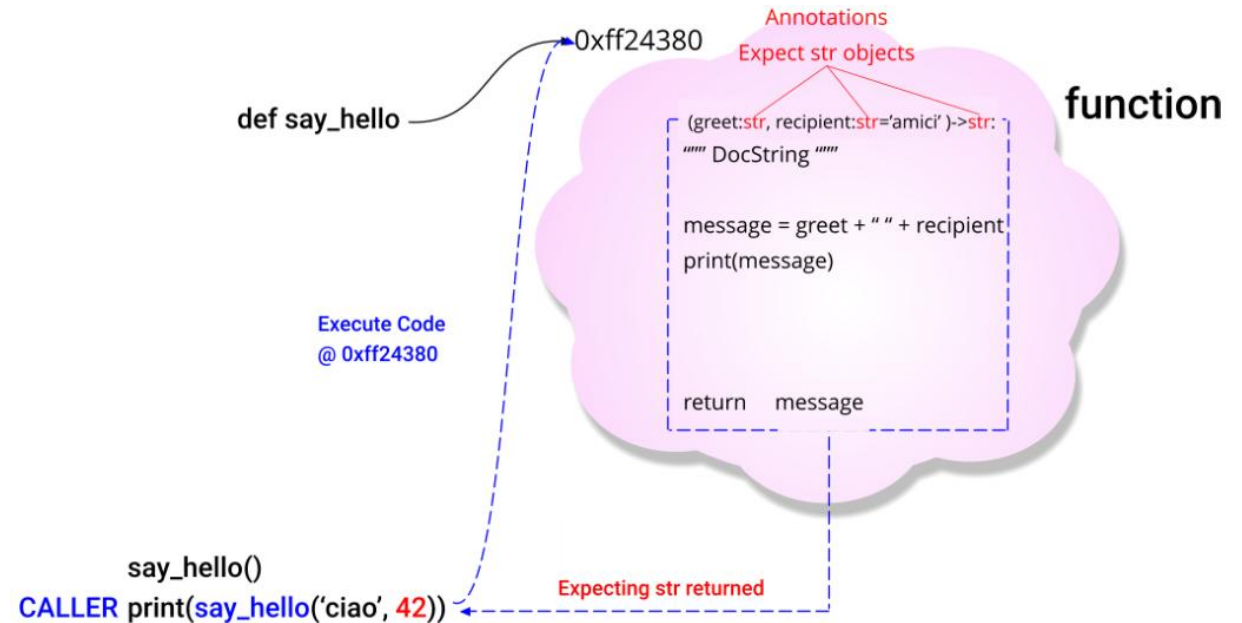 Annotations
0xff24380
Expect str objects
function
def say_hello
(greet:str, recipient:str=’amici’ )->str:
“”” DocString “””
message = greet + “ “ + recipient
print(message)
Execute Code
@ 0xff24380
return message
say_hello()
Expecting str returned
CALLER print(say_hello(‘ciao’, 42))